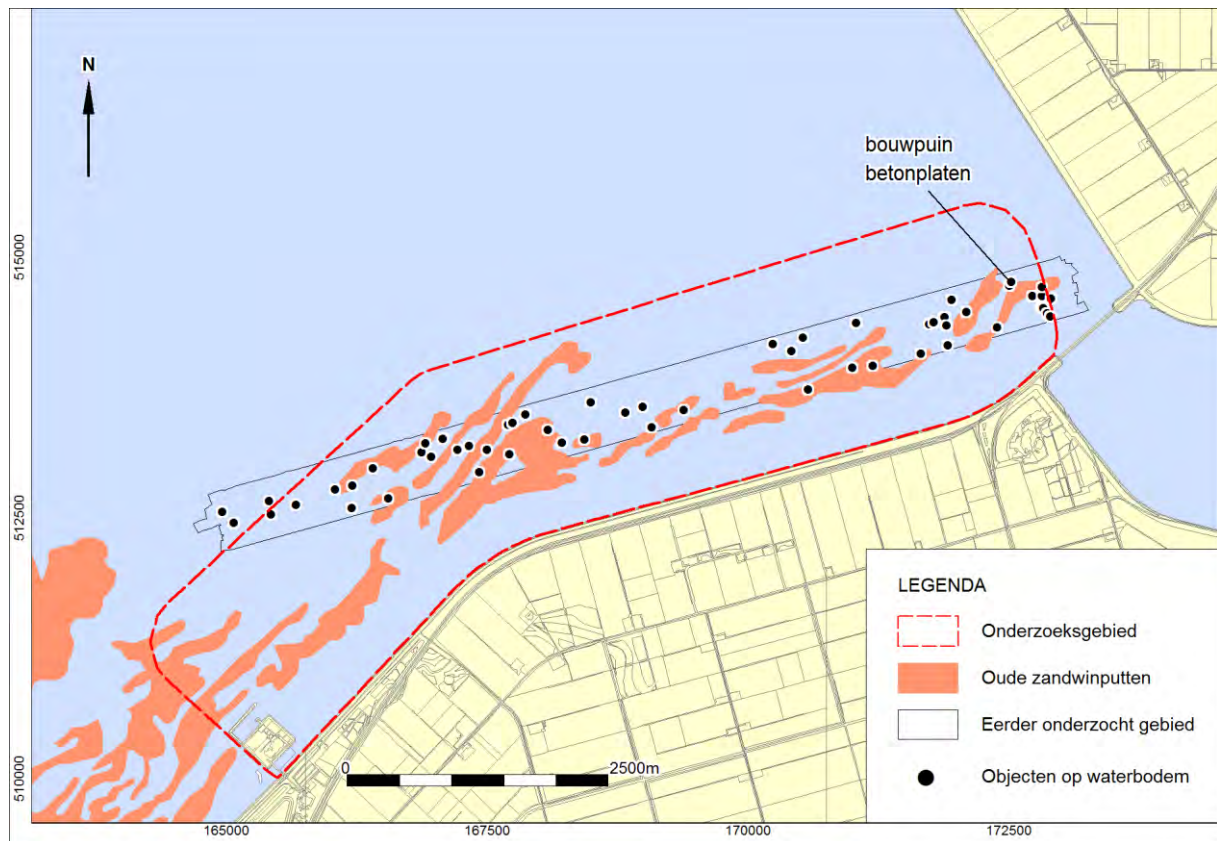 N
bouwpuin
betonplaten
515000
512500
510000
0
2500m
LEGENDA
Onderzoeksgebied
Oude zandwinputten
Eerder onderzocht gebied
Objecten op waterbodem
165000
167500
170000
172500